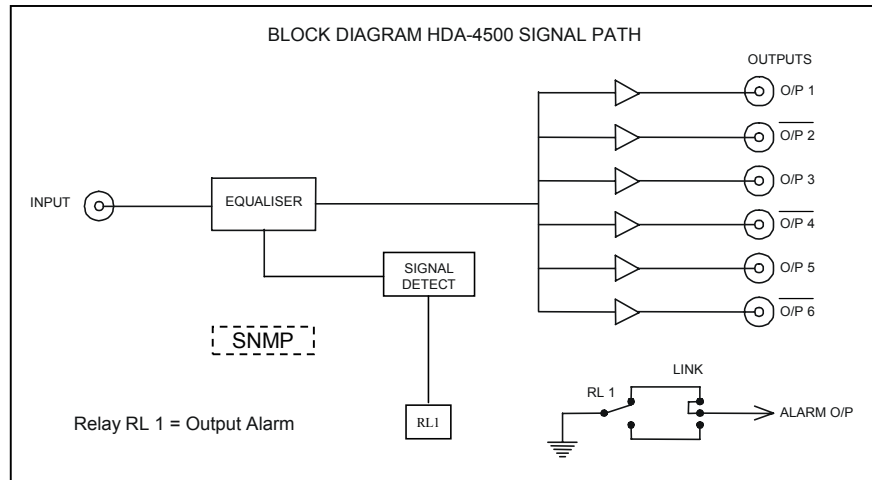 BLOCK DIAGRAM HDA-4500 SIGNAL PATH
OUTPUTS
O/P 1
O/P 2
O/P 3
INPUT
EQUALISER
O/P 4
SIGNAL
DETECT
O/P 5
O/P 6
SNMP
LINK
RL 1
ALARM O/P
Relay RL 1 = Output Alarm
RL1